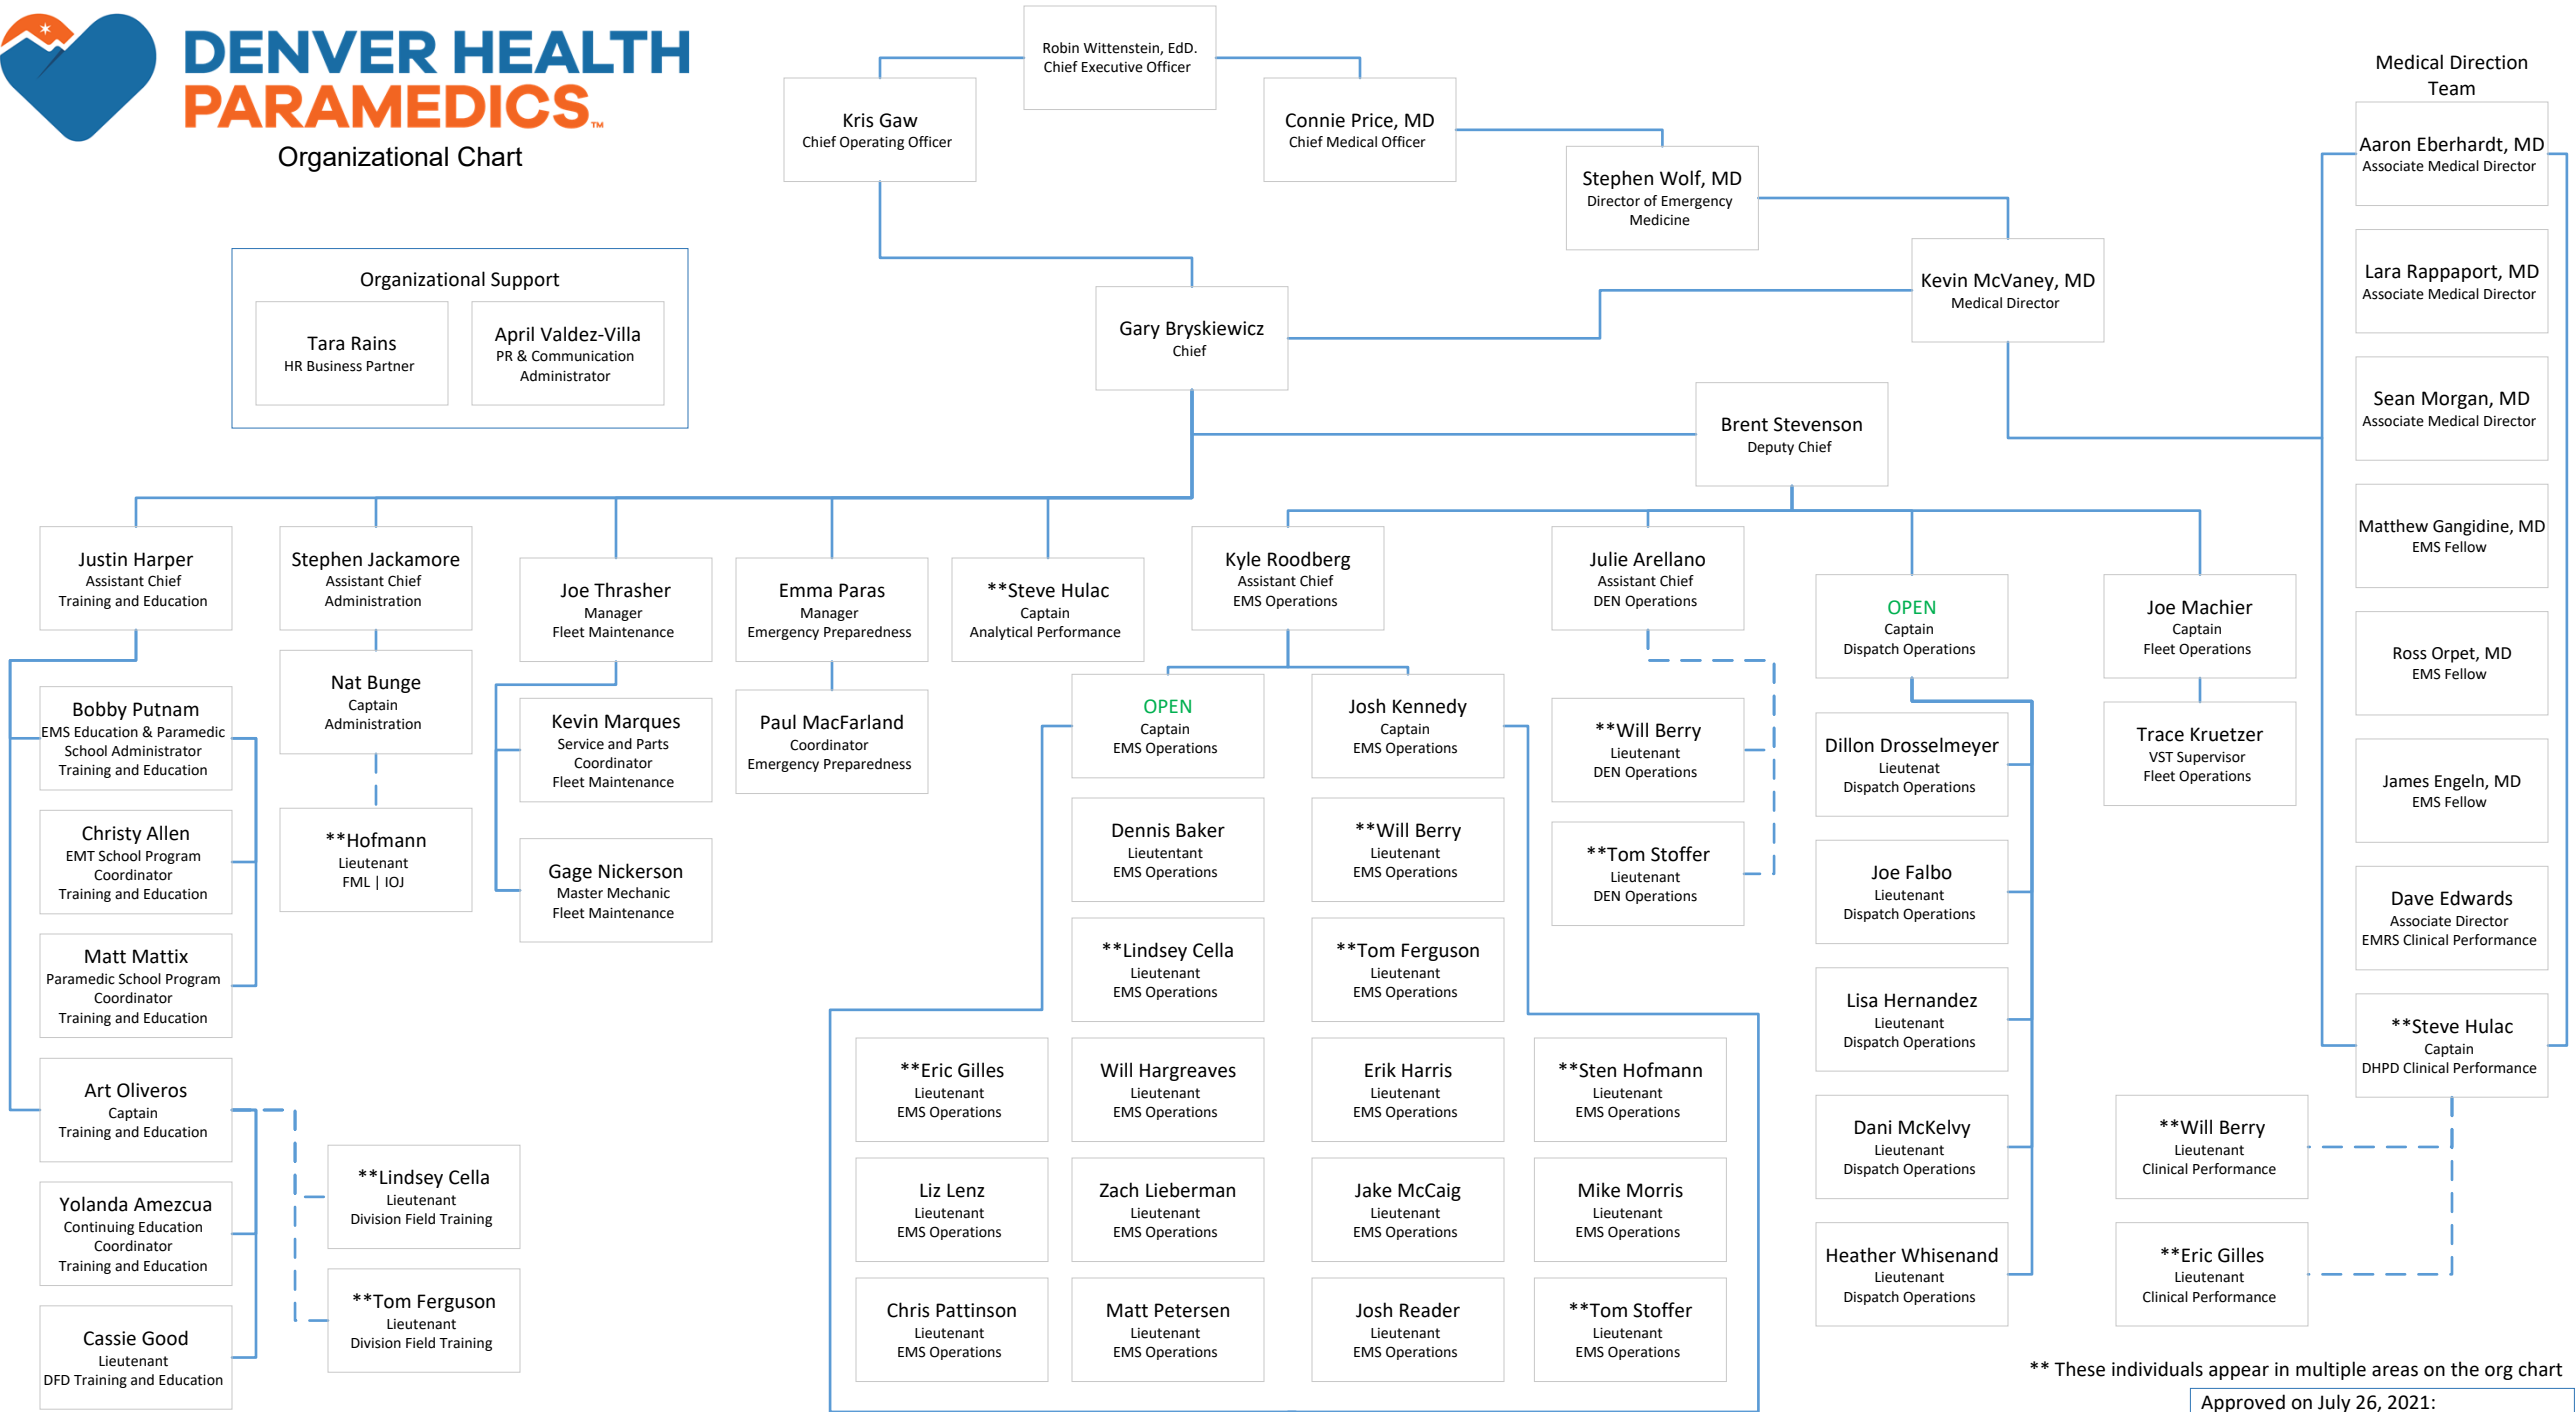 DENVER HEALTH
PARAMEDICS™
Organizational Chart
Robin Wittenstein, EdD.
Chief Executive Officer
Kris Gaw
Chief Operating Officer
Connie Price, MD
Chief Medical Officer
Stephen Wolf, MD
Director of Emergency
Medicine
Kevin McVaney, MD
Medical Director
Gary Bryskiewicz
Chief
Brent Stevenson
Deputy Chief
Organizational Support
Tara Rains
HR Business Partner
April Valdez-Villa
PR & Communication
Administrator
Medical Direction
Team
Aaron Eberhardt, MD
Associate Medical Director
Lara Rappaport, MD
Associate Medical Director
Sean Morgan, MD
Associate Medical Director
Matthew Gangidine, MD
EMS Fellow
Ross Orpet, MD
EMS Fellow
James Engeln, MD
EMS Fellow
Dave Edwards
Associate Director
EMRS Clinical Performance
**Steve Hulac
Captain
DHPD Clinical Performance
**Will Berry
Lieutenant
Clinical Performance
**Eric Gilles
Lieutenant
Clinical Performance
Justin Harper
Assistant Chief
Training and Education
Bobby Putnam
EMS Education & Paramedic
School Administrator
Training and Education
Christy Allen
EMT School Program
Coordinator
Training and Education
Matt Mattix
Paramedic School Program
Coordinator
Training and Education
Art Oliveros
Captain
Training and Education
Yolanda Amezcua
Continuing Education
Coordinator
Training and Education
Cassie Good
Lieutenant
DFD Training and Education
**Lindsey Cella
Lieutenant
Division Field Training
**Tom Ferguson
Lieutenant
Division Field Training
Stephen Jackamore
Assistant Chief
Administration
Nat Bunge
Captain
Administration
**Hofmann
Lieutenant
FML | IOJ
Joe Thrasher
Manager
Fleet Maintenance
Kevin Marques
Service and Parts
Coordinator
Fleet Maintenance
Gage Nickerson
Master Mechanic
Fleet Maintenance
Emma Paras
Manager
Emergency Preparedness
Paul MacFarland
Coordinator
Emergency Preparedness
**Steve Hulac
Captain
Analytical Performance
Kyle Roodberg
Assistant Chief
EMS Operations
OPEN
Captain
EMS Operations
Josh Kennedy
Captain
EMS Operations
Dennis Baker
Lieutentant
EMS Operations
**Will Berry
Lieutenant
EMS Operations
**Lindsey Cella
Lieutenant
EMS Operations
**Tom Ferguson
Lieutenant
EMS Operations
**Eric Gilles
Lieutenant
EMS Operations
Will Hargreaves
Lieutenant
EMS Operations
Erik Harris
Lieutenant
EMS Operations
**Sten Hofmann
Lieutenant
EMS Operations
Liz Lenz
Lieutenant
EMS Operations
Zach Lieberman
Lieutenant
EMS Operations
Jake McCaig
Lieutenant
EMS Operations
Mike Morris
Lieutenant
EMS Operations
Chris Pattinson
Lieutenant
EMS Operations
Matt Petersen
Lieutenant
EMS Operations
Josh Reader
Lieutenant
EMS Operations
**Tom Stoffer
Lieutenant
EMS Operations
Julie Arellano
Assistant Chief
DEN Operations
**Will Berry
Lieutenant
DEN Operations
**Tom Stoffer
Lieutenant
DEN Operations
OPEN
Captain
Dispatch Operations
Dillon Drosselmeyer
Lieutenat
Dispatch Operations
Joe Falbo
Lieutenant
Dispatch Operations
Lisa Hernandez
Lieutenant
Dispatch Operations
Dani McKelvy
Lieutenant
Dispatch Operations
Heather Whisenand
Lieutenant
Dispatch Operations
Joe Machier
Captain
Fleet Operations
Trace Kruetzer
VST Supervisor
Fleet Operations
** These individuals appear in multiple areas on the org chart
Approved on July 26, 2021: